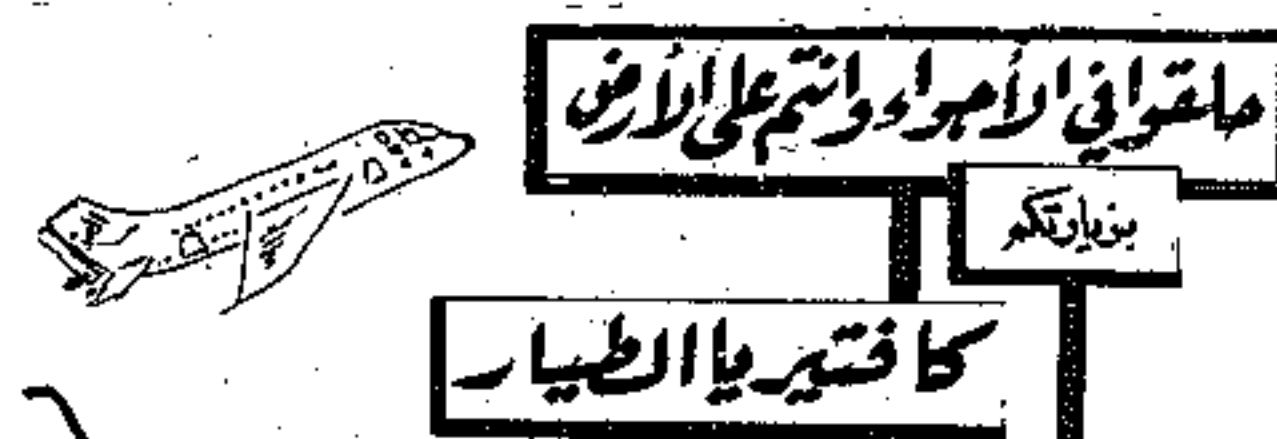 حلقوا في الأجواء وانتم على الأرض
بزيارتكم
كافتيريا الطيار